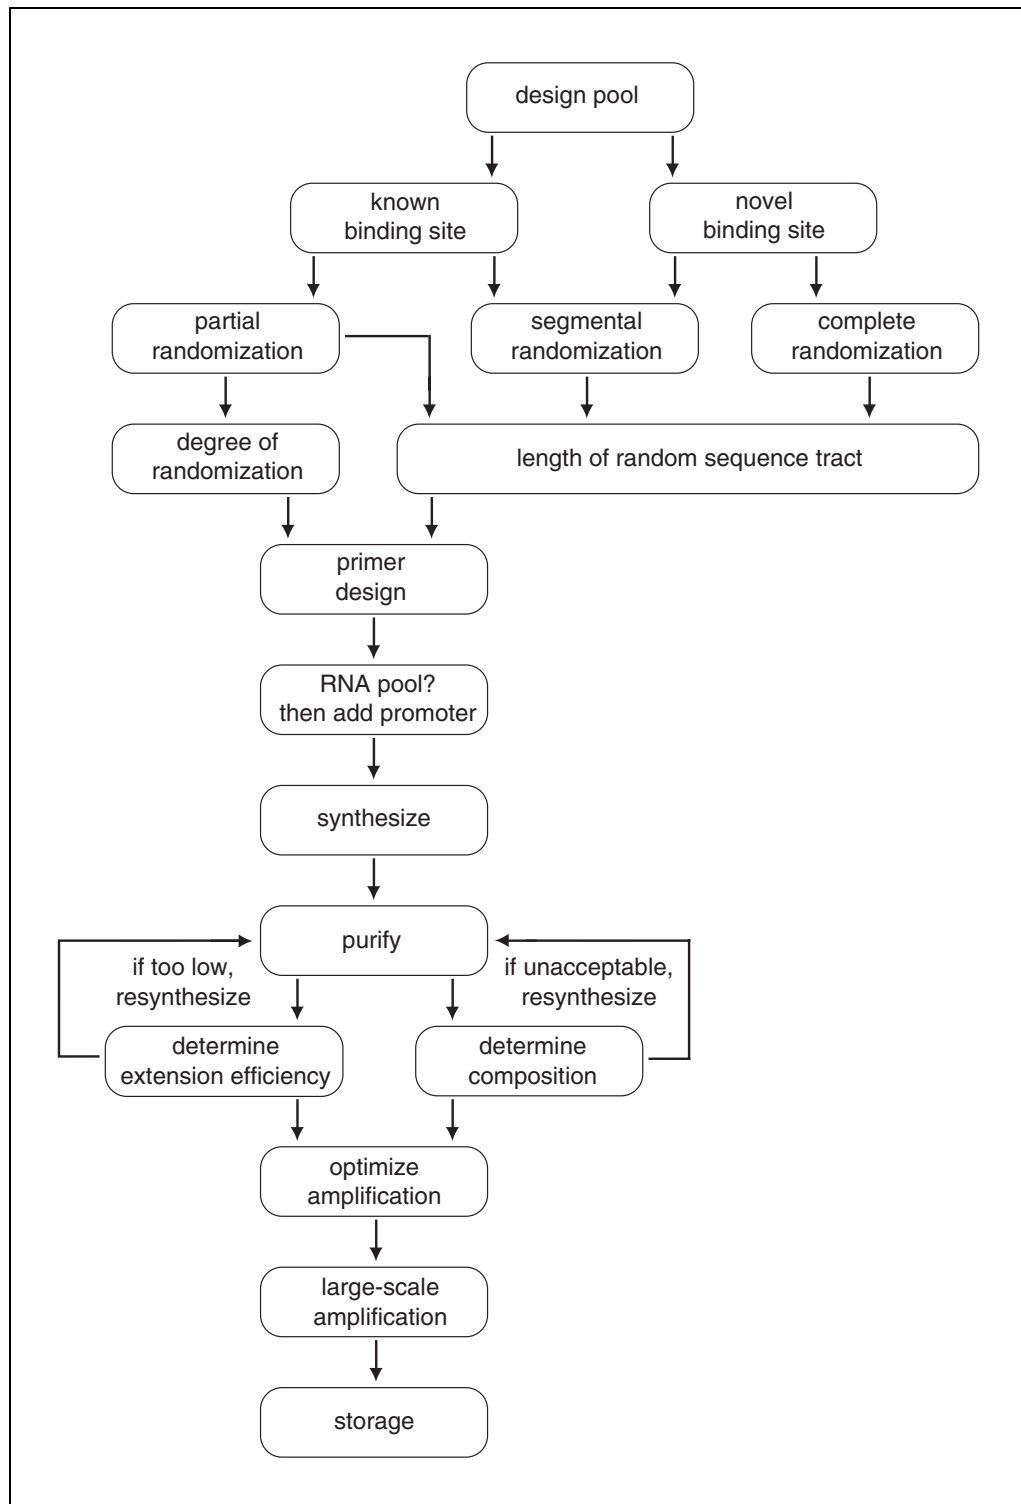 design pool
known
binding site
novel
binding site
partial
randomization
segmental
randomization
complete
randomization
degree of
randomization
length of random sequence tract
primer
design
RNA pool?
then add promoter
synthesize
purify
if too low,
resynthesize
if unacceptable,
resynthesize
determine
extension efficiency
determine
composition
optimize
amplification
large-scale
amplification
storage